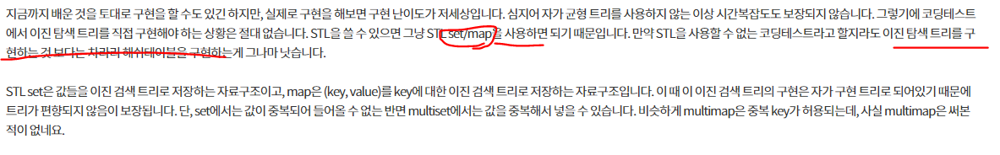 지금까지 배운 것을 토대로 구현을 할 수도 있긴 하지만, 실제로 구현을 해보면 구현 난이도가 저세상입니다. 심지어 자가 균형 트리를 사용하지 않는 이상 시간복잡도도 보장되지 않습니다. 그렇기에 코딩테스트
에서 이진 탐색 트리를 직접 구현해야 하는 상황은 절대 없습니다. STL을 쓸 수 있으면 그냥 STL set/map을 사용하면 되기 때문입니다. 만약 STL을 사용할 수 없는 코딩테스트라고 할지라도 이진 탐색 트리를 구
현하는 것 보다는 차라리 해쉬테이블을 구현하는게 그나마 낫습니다.
STL set은 값들을 이진 검색 트리로 저장하는 자료구조이고, map은 (key, value)를 key에 대한 이진 검색 트리로 저장하는 자료구조입니다. 이 때 이 이진 검색 트리의 구현은 자가 구현 트리로 되어있기 때문에
트리가 편향되지 않음이 보장됩니다. 단, set에서는 값이 중복되어 들어올 수 없는 반면 multiset에서는 값을 중복해서 넣을 수 있습니다. 비슷하게 multimap은 중복 key가 허용되는데, 사실 multimap은 써본
적이 없네요.